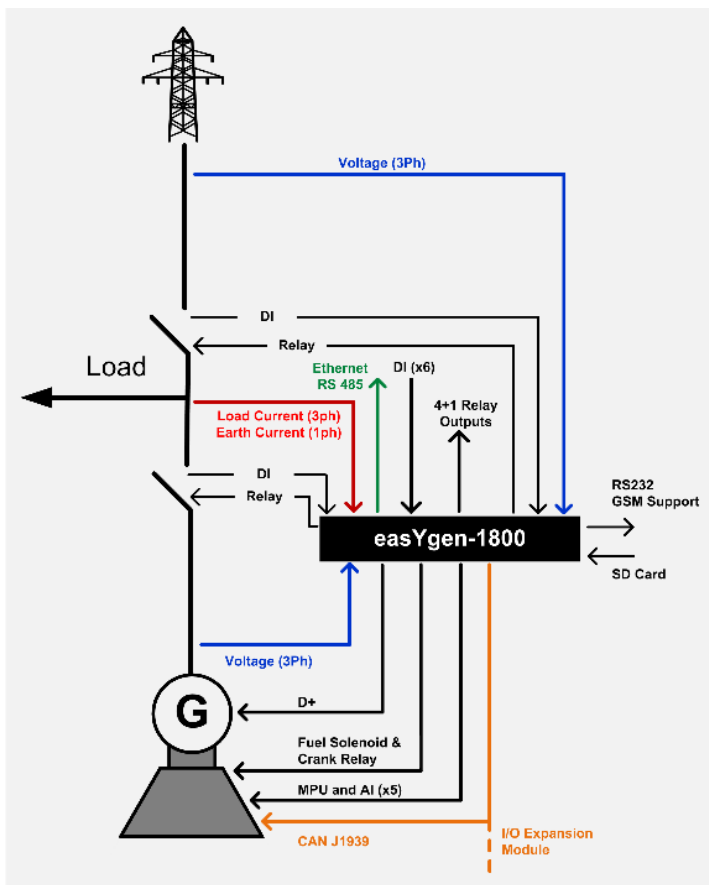 Voltage (3Ph)
DI
Relay
Load
Ethernet
RS 485
DI (x6)
4+1 Relay
Outputs
Load Current (3ph)
Earth Current (1ph)
DI
Relay
RS232
GSM Support
easYgen-1800
SD Card
Voltage (3Ph)
G
D+
Fuel Solenoid &
Crank Relay
MPU and AI (x5)
CAN J1939
I/O Expansion
Module